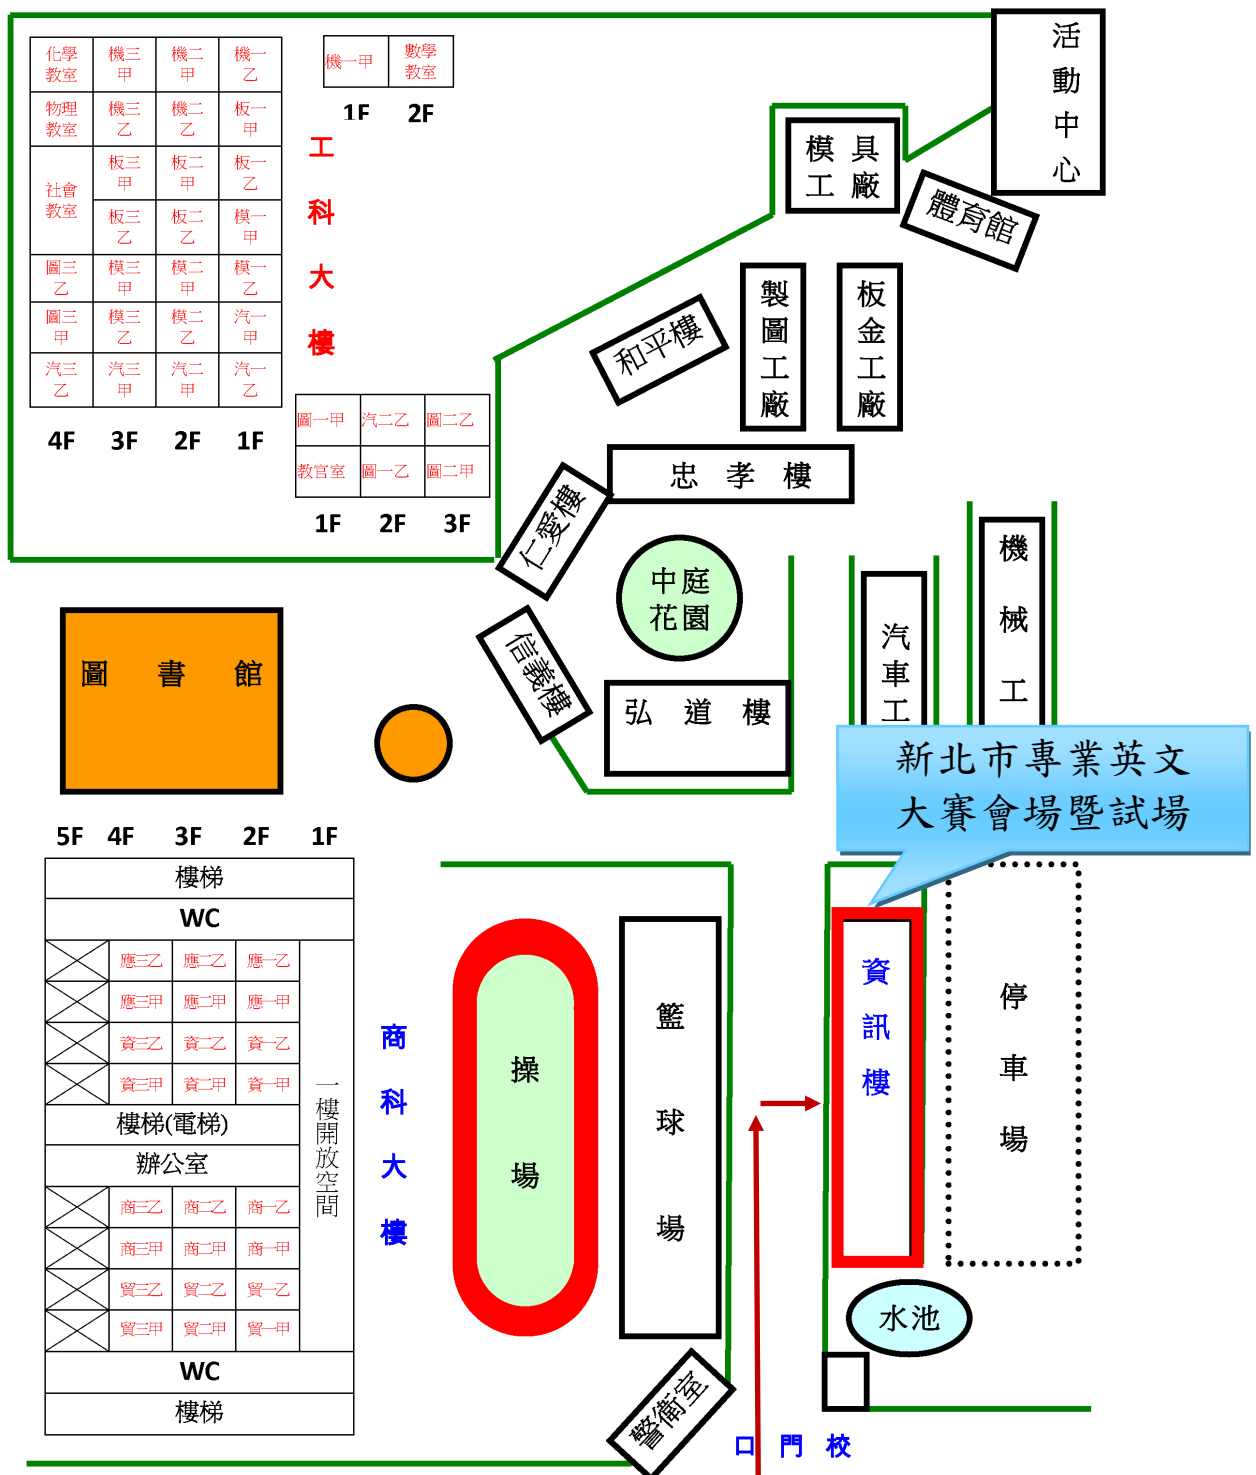 化學教室 機三甲 機二甲 機一乙
物理教室 機三乙 機二乙 板一甲
社會教室 板三甲 板二甲 板一乙
板三乙 板二乙 模一甲
圖三乙 模三甲 模二甲 模一乙
圖三甲 模三乙 模二乙 汽一甲
汽三乙 汽三甲 汽二甲 汽一乙
4F 3F 2F 1F
機一甲 數學教室
1F 2F
工科大樓
圖一甲 汽二乙 圖二乙
教官室 圖一乙 圖二甲
1F 2F 3F
活動中心
模具工廠
體育館
製圖工廠
板金工廠
和平樓
忠孝樓
仁愛樓
中庭花園
信義樓
弘道樓
汽車工
機械工
圖書館
新北市專業英文
大賽會場暨試場
5F 4F 3F 2F 1F
樓梯
WC
應三乙 應二乙 應一乙
應三甲 應二甲 應一甲
資三乙 資二乙 資一乙
資三甲 資二甲 資一甲
樓梯(電梯)
辦公室
商三乙 商二乙 商一乙
商三甲 商二甲 商一甲
貿三乙 貿二乙 貿一乙
貿三甲 貿二甲 貿一甲
一樓開放空間
WC
樓梯
商科大樓
操場
籃球場
資訊樓
停車場
水池
警衛室
口門校